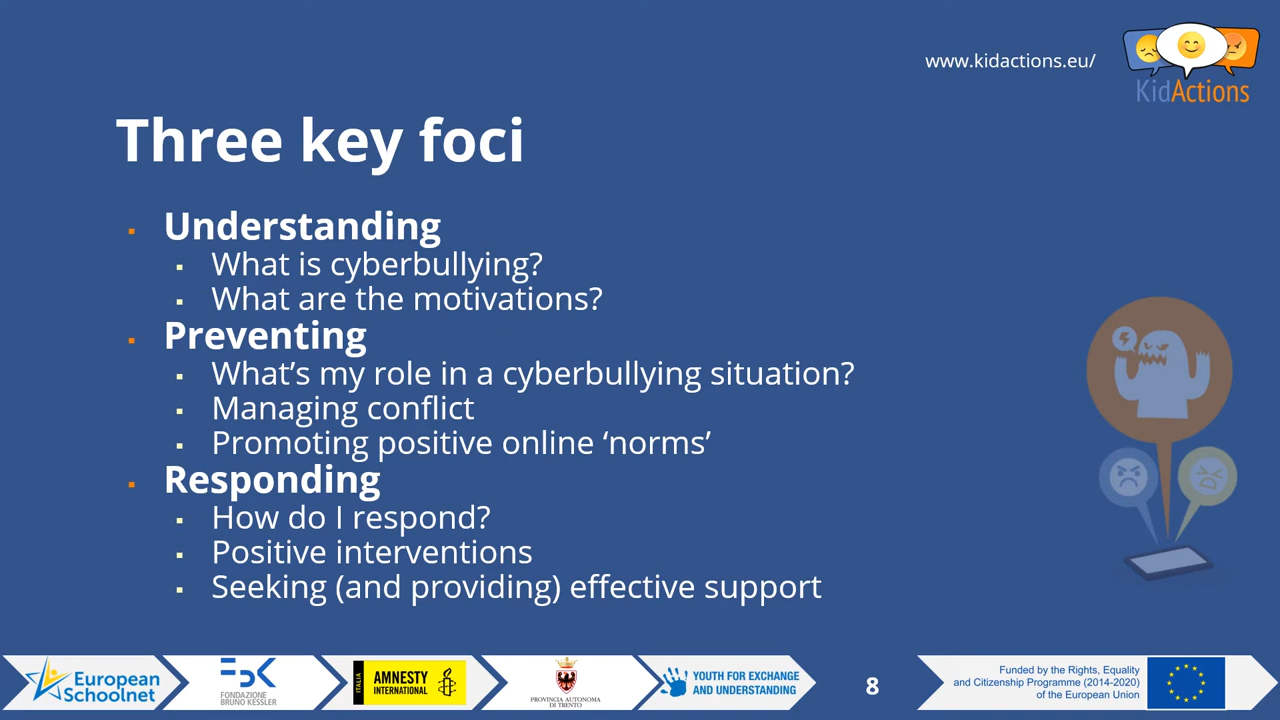 www.kidactions.eu/
KidActions
Three key foci
Understanding
What is cyberbullying?
What are the motivations?
Preventing
What's my role in a cyberbullying situation?
Managing conflict
Promoting positive online ‘norms’
Responding
How do I respond?
Positive interventions
Seeking (and providing) effective support
European
Schoolnet
FBK
FONDAZIONE
BRUNO KESSLER
ITALIA
AMNESTY
INTERNATIONAL
PROVINCIA AUTONOMA
DI TRENTO
YOUTH FOR EXCHANGE
AND UNDERSTANDING
8
Funded by the Rights, Equality
and Citizenship Programme (2014-2020)
of the European Union